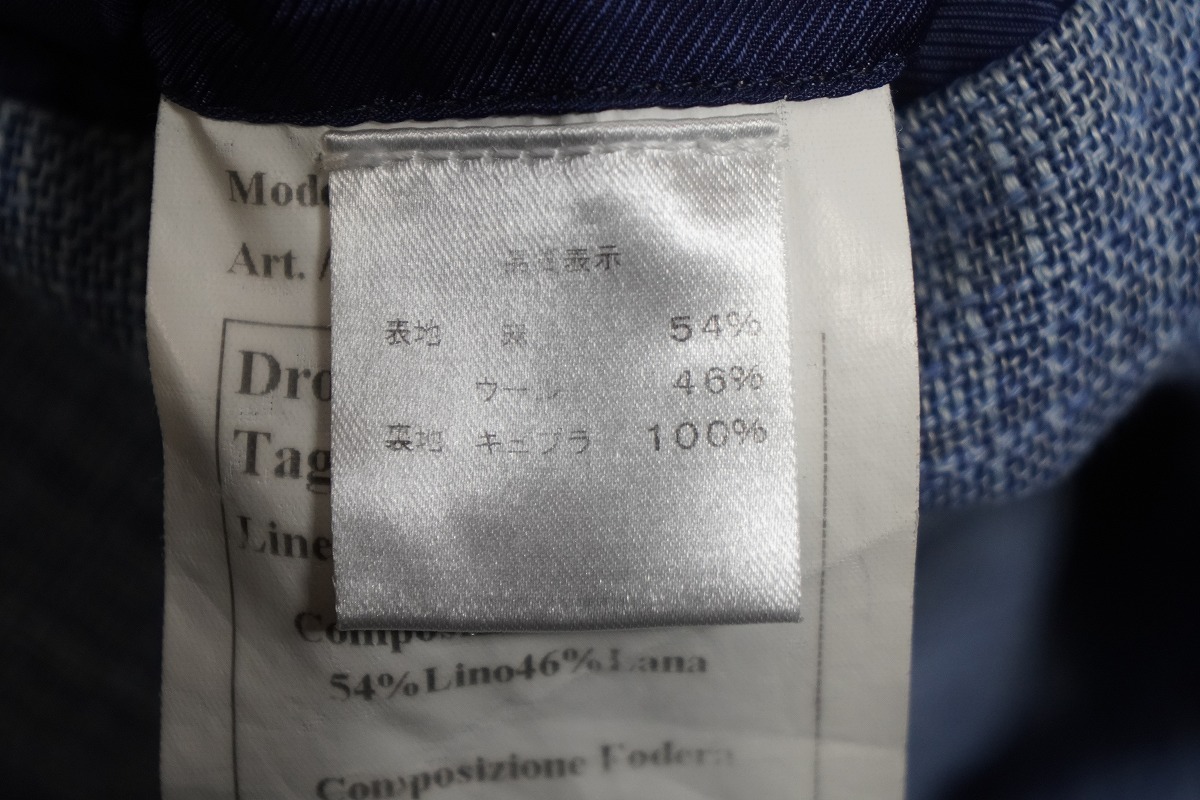 Mode
Art.
品質表示
表地 麻 54%
ウール 46%
裏地 キュプラ 100%
Dro
Tag
Line
Composi
54%Lino46%Lana
Composizione Fodera